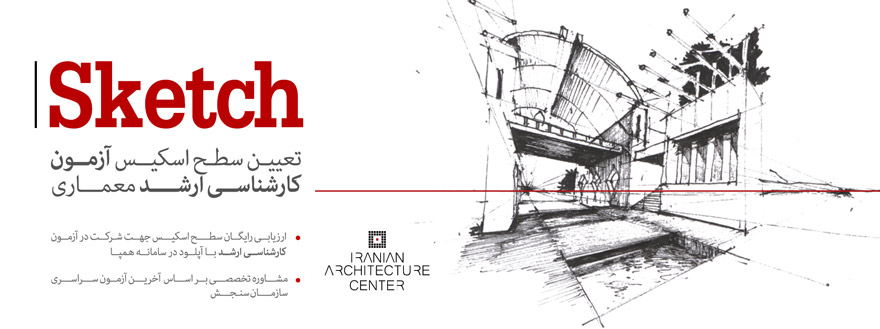 Sketch
تعیین سطح اسکیس آزمون
کارشناسی ارشد معماری
ارزیابی رایگان سطح اسکیس جهت شرکت در آزمون
کارشناسی ارشد با آپلود در سامانه همپا
مشاوره تخصصی بر اساس آخرین آزمون سراسری
سازمان سنجش
IRANIAN
ARCHITECTURE
CENTER